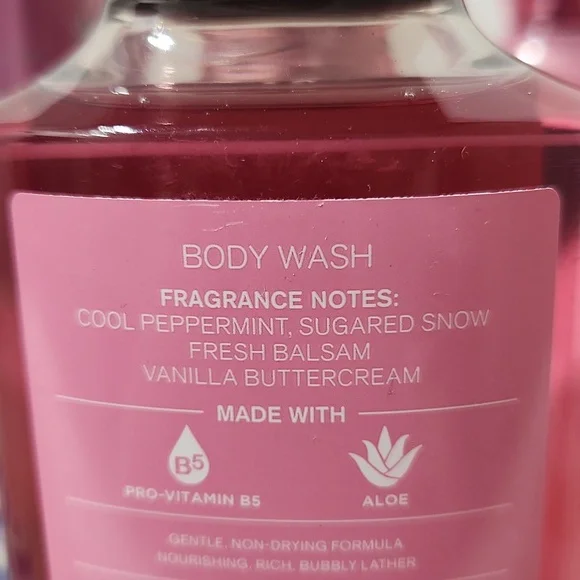 BODY WASH
FRAGRANCE NOTES:
COOL PEPPERMINT, SUGARED SNOW
FRESH BALSAM
VANILLA BUTTERCREAM
MADE WITH
B5
PRO-VITAMIN B5
ALOE
GENTLE, NON-DRYING FORMULA
NOURISHING, RICH, BUBBLY LATHER